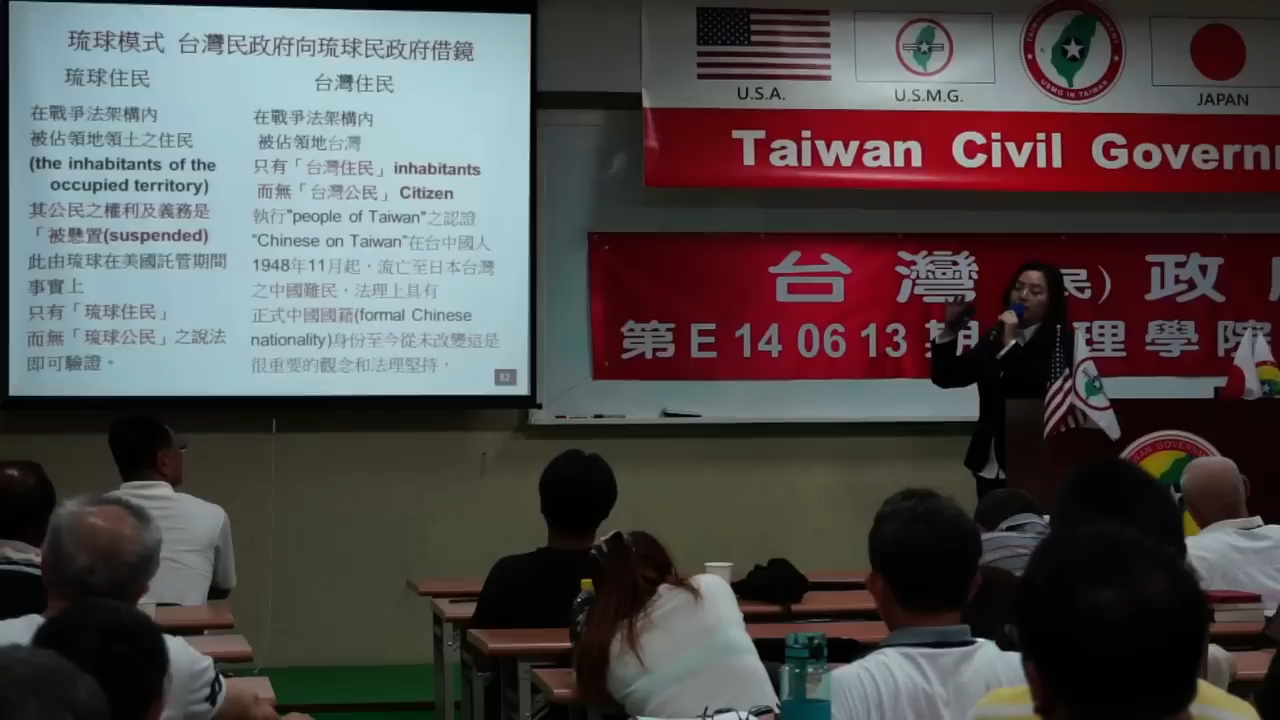 琉球模式 台灣民政府向琉球民政府借鏡
琉球住民
在戰爭法架構內
被佔領地領土之住民
(the inhabitants of the
occupied territory)
其公民之權利及義務是
「被懸置(suspended)
此由琉球在美國託管期間
事實上
只有「琉球住民」
而無「琉球公民」之說法
即可驗證。
台灣住民
在戰爭法架構內
被佔領地台灣
只有「台灣住民」inhabitants
而無「台灣公民」Citizen
執行"people of Taiwan"之認證
"Chinese on Taiwan"在台中國人
1948年11月起，流亡至日本台灣
之中國難民，法理上具有
正式中國國籍(formal Chinese
nationality)身份至今從未改變這是
很重要的觀念和法理堅持，
82
U.S.A.
U.S.M.G.
USMG IN TAIWAN
JAPAN
Taiwan Civil Governm
台灣 民）政
第E 14 06 13 期 理學院